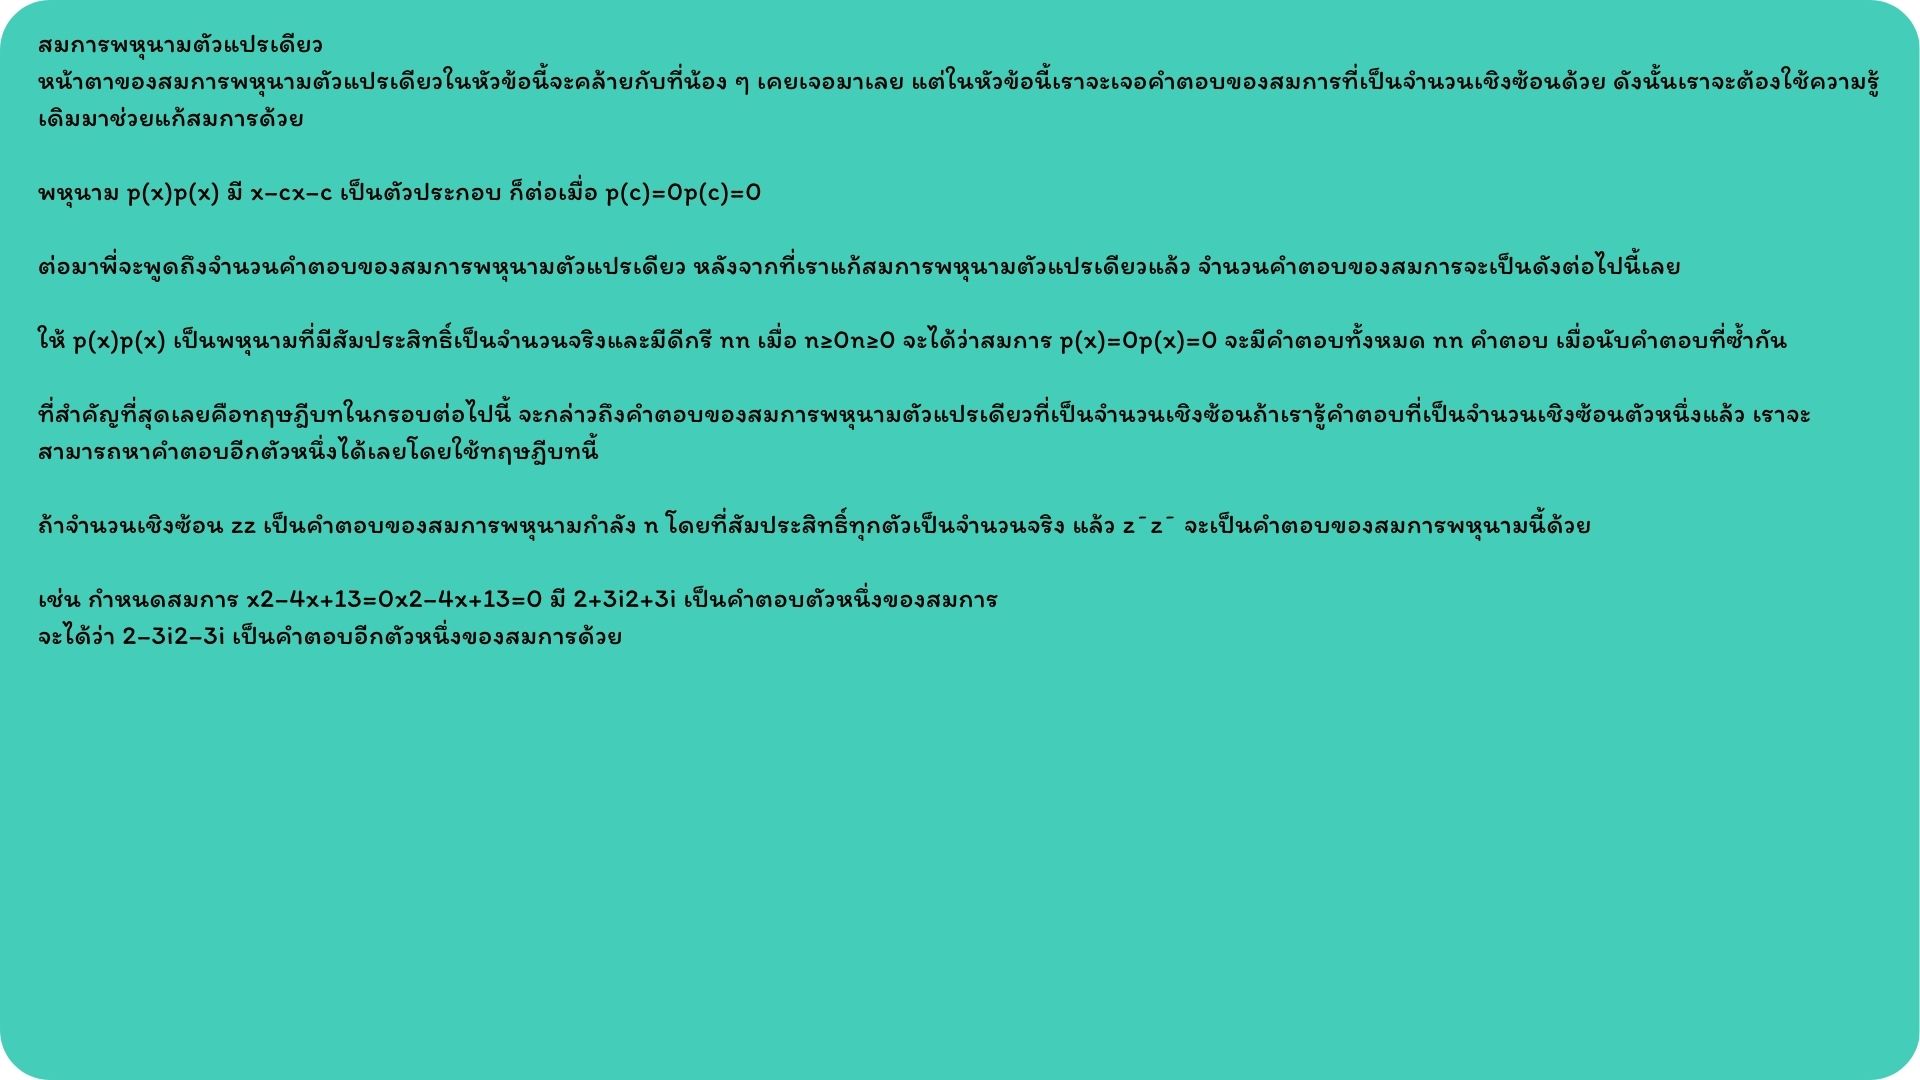 สมการพหุนามตัวแปรเดียว
หน้าตาของสมการพหุนามตัวแปรเดียวในหัวข้อนี้จะคล้ายกับที่น้อง ๆ เคยเจอมาเลย แต่ในหัวข้อนี้เราจะเจอคำตอบของสมการที่เป็นจำนวนเชิงซ้อนด้วย ดังนั้นเราจะต้องใช้ความรู้
เดิมมาช่วยแก้สมการด้วย
พหุนาม p(x)p(x) มี x−cx−c เป็นตัวประกอบ ก็ต่อเมื่อ p(c)=0p(c)=0
ต่อมาพี่จะพูดถึงจำนวนคำตอบของสมการพหุนามตัวแปรเดียว หลังจากที่เราแก้สมการพหุนามตัวแปรเดียวแล้ว จำนวนคำตอบของสมการจะเป็นดังต่อไปนี้เลย
ให้ p(x)p(x) เป็นพหุนามที่มีสัมประสิทธิ์เป็นจำนวนจริงและมีดีกรี nn เมื่อ n≥0n≥0 จะได้ว่าสมการ p(x)=0p(x)=0 จะมีคำตอบทั้งหมด nn คำตอบ เมื่อนับคำตอบที่ซ้ำกัน
ที่สำคัญที่สุดเลยคือทฤษฎีบทในกรอบต่อไปนี้ จะกล่าวถึงคำตอบของสมการพหุนามตัวแปรเดียวที่เป็นจำนวนเชิงซ้อนถ้าเรารู้คำตอบที่เป็นจำนวนเชิงซ้อนตัวหนึ่งแล้ว เราจะ
สามารถหาคำตอบอีกตัวหนึ่งได้เลยโดยใช้ทฤษฎีบทนี้
ถ้าจำนวนเชิงซ้อน zz เป็นคำตอบของสมการพหุนามกำลัง n โดยที่สัมประสิทธิ์ทุกตัวเป็นจำนวนจริง แล้ว z¯z¯ จะเป็นคำตอบของสมการพหุนามนี้ด้วย
เช่น กำหนดสมการ x2−4x+13=0x2−4x+13=0 มี 2+3i2+3i เป็นคำตอบตัวหนึ่งของสมการ
จะได้ว่า 2−3i2−3i เป็นคำตอบอีกตัวหนึ่งของสมการด้วย